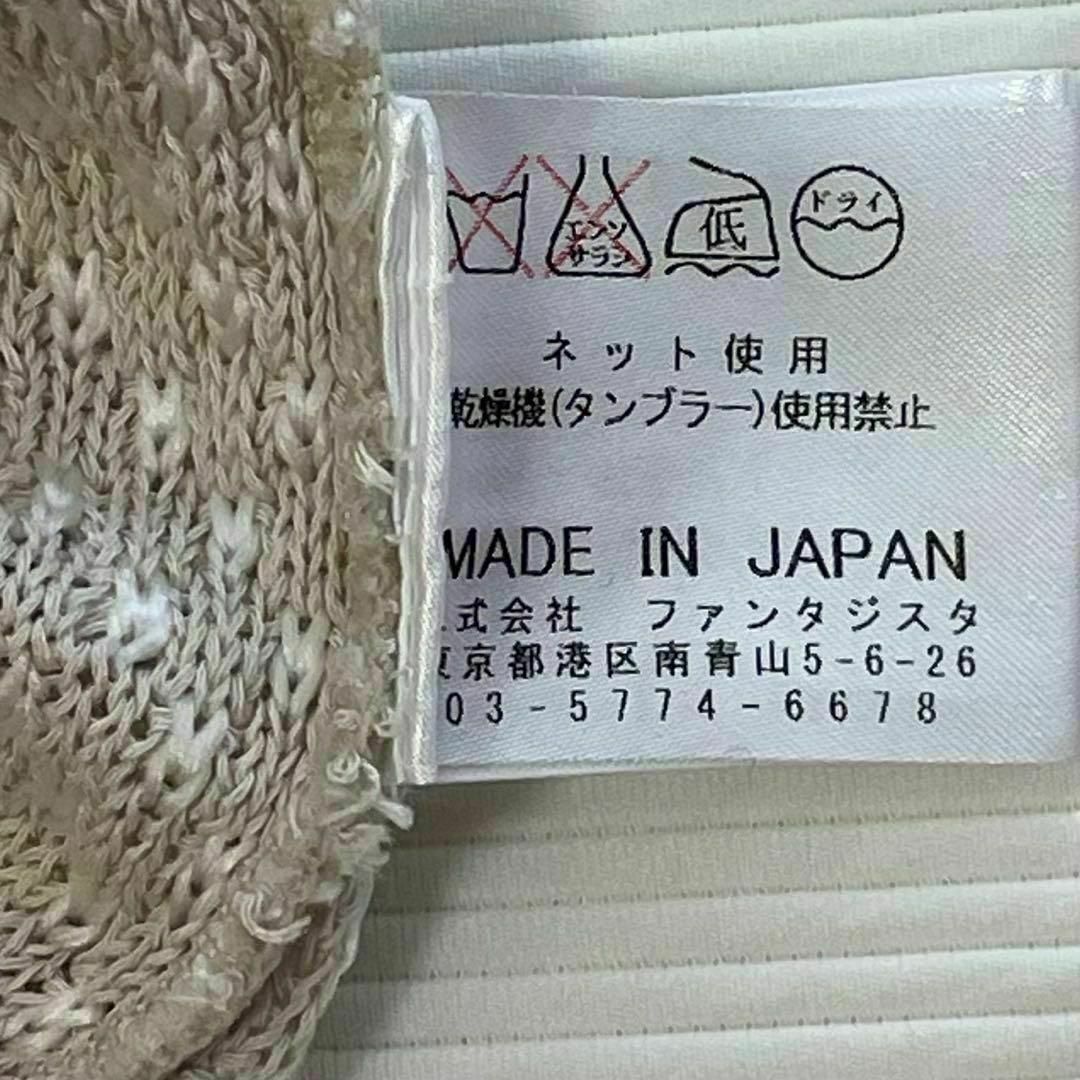 エンソ サラシ 低 ドライ
ネット使用
乾燥機(タンブラー)使用禁止
MADE IN JAPAN
式会社 ファンタジスタ
東京都港区南青山5-6-26
03-5774-6678